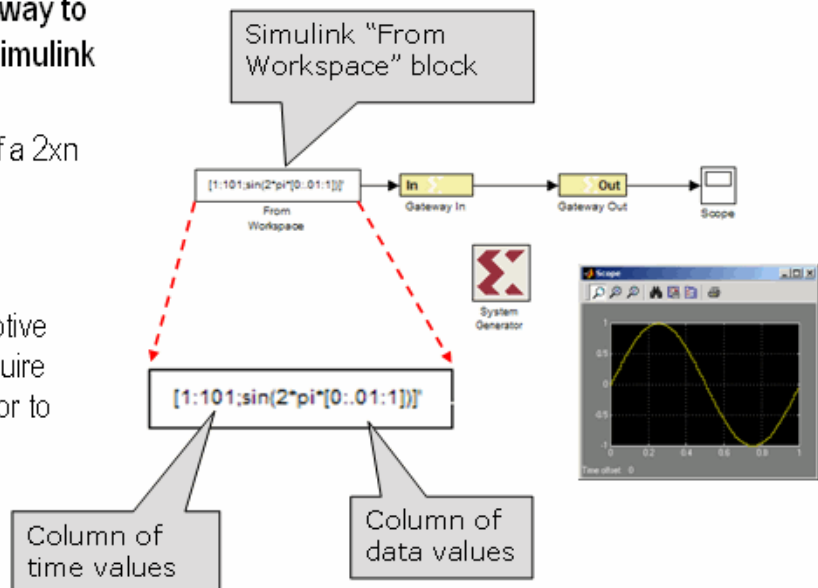 way to
imulink
f a 2xn
otive
uire
or to
Simulink "From
Workspace" block
[1:101;sin(2*pi*[0:.01:1])]'
From
Workspace
In
Gateway In
Out
Gateway Out
Scope
System
Generator
[1:101;sin(2*pi*[0:.01:1])]'
Column of
time values
Column of
data values
Scope
1
0.5
0
-0.5
-1
0
0.2
0.4
0.6
0.8
1
Time offset: 0